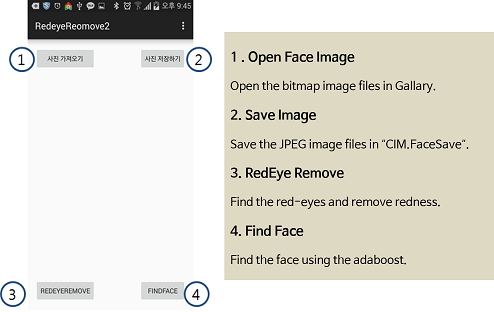 오후 9:45
RedeyeReomove2
1 사진 가져오기
사진 저장하기 2
3 REDEYEREMOVE
FINDFACE 4
1 . Open Face Image
Open the bitmap image files in Gallary.
2. Save Image
Save the JPEG image files in “CIM.FaceSave”.
3. RedEye Remove
Find the red-eyes and remove redness.
4. Find Face
Find the face using the adaboost.